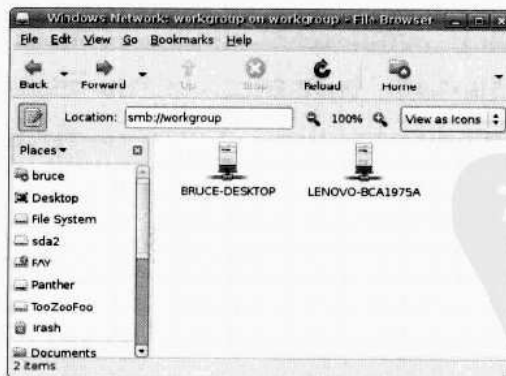 Windows Network: workgroup on workgroup - File Browser
File Edit View Go Bookmarks Help
Back Forward Up Stop Reload Home
Location: smb://workgroup 100% View as Icons
Places
bruce
Desktop
File System
sda2
FAY
Panther
TooZooFoo
Trash
Documents
BRUCE-DESKTOP LENOVO-BCA1975A
2 items